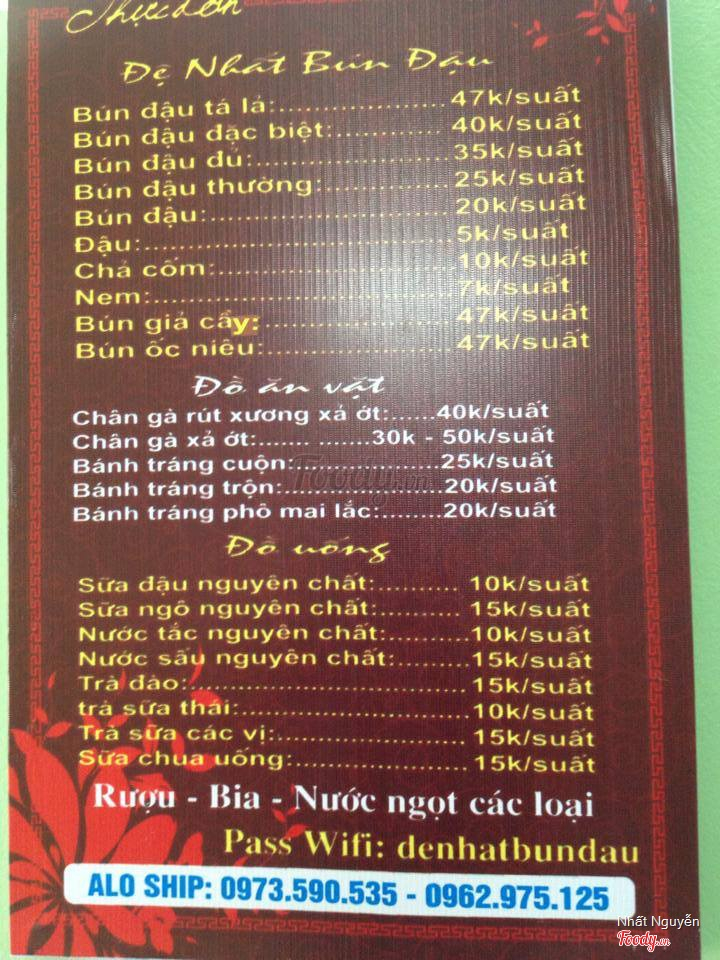 Thực đơn
Đệ Nhất Bún Đậu
Bún đậu tá lả:.................... 47k/suất
Bún đậu đặc biệt:............. 40k/suất
Bún đậu đủ:........................ 35k/suất
Bún đậu thường:................ 25k/suất
Bún đậu:.............................. 20k/suất
Đậu:...................................... 5k/suất
Chả cốm:............................. 10k/suất
Nem:..................................... 7k/suất
Bún giả cầy:........................ 47k/suất
Bún ốc niêu:........................ 47k/suất
Đồ ăn vặt
Chân gà rút xương xả ớt:......40k/suất
Chân gà xả ớt:....... .......30k - 50k/suất
Bánh tráng cuộn:...................25k/suất
Bánh tráng trộn:.....................20k/suất
Bánh tráng phô mai lắc:........20k/suất
Foody.vn
Đồ uống
Sữa đậu nguyên chất:.......... 10k/suất
Sữa ngô nguyên chất:.......... 15k/suất
Nước tắc nguyên chất:..........10k/suất
Nước sấu nguyên chất:.........15k/suất
Trà đào:.................................. 15k/suất
trà sữa thái:............................10k/suất
Trà sữa các vị:....................... 15k/suất
Sữa chua uống:..................... 15k/suất
Rượu - Bia - Nước ngọt các loại
Pass Wifi: denhatbundau
ALO SHIP: 0973.590.535 - 0962.975.125
Nhất Nguyễn
Foody.vn